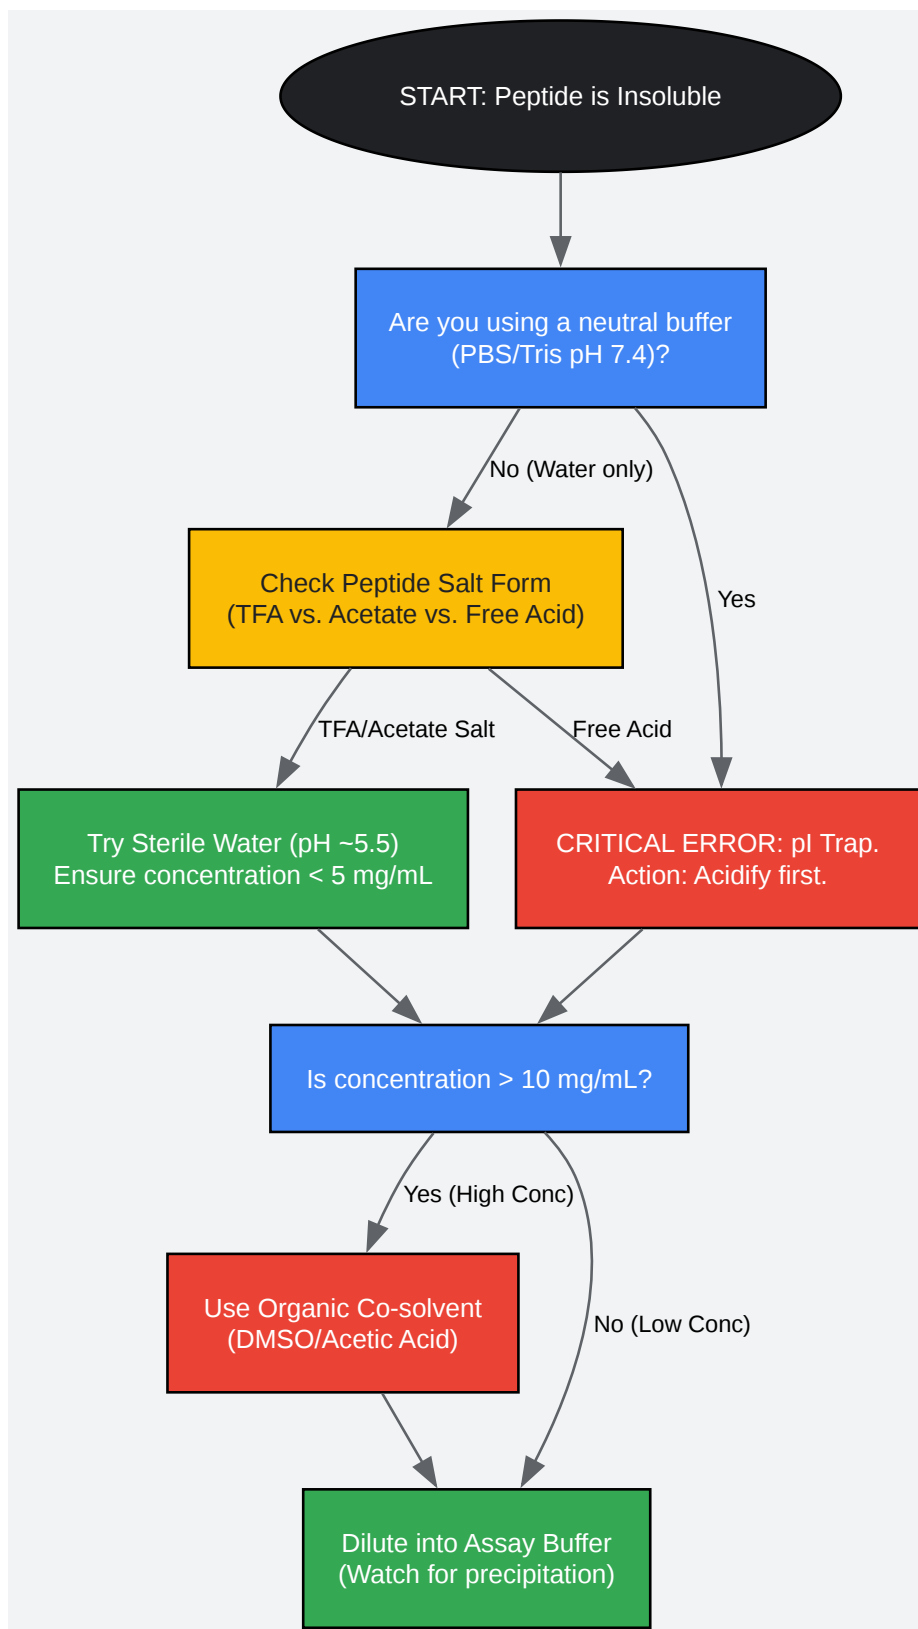 START: Peptide is Insoluble
Are you using a neutral buffer
(PBS/Tris pH 7.4)?
No (Water only)
Check Peptide Salt Form
(TFA vs. Acetate vs. Free Acid)
Yes
TFA/Acetate Salt
Free Acid
Try Sterile Water (pH ~5.5)
Ensure concentration < 5 mg/mL
CRITICAL ERROR: pI Trap.
Action: Acidify first.
Is concentration > 10 mg/mL?
Yes (High Conc)
Use Organic Co-solvent
(DMSO/Acetic Acid)
No (Low Conc)
Dilute into Assay Buffer
(Watch for precipitation)